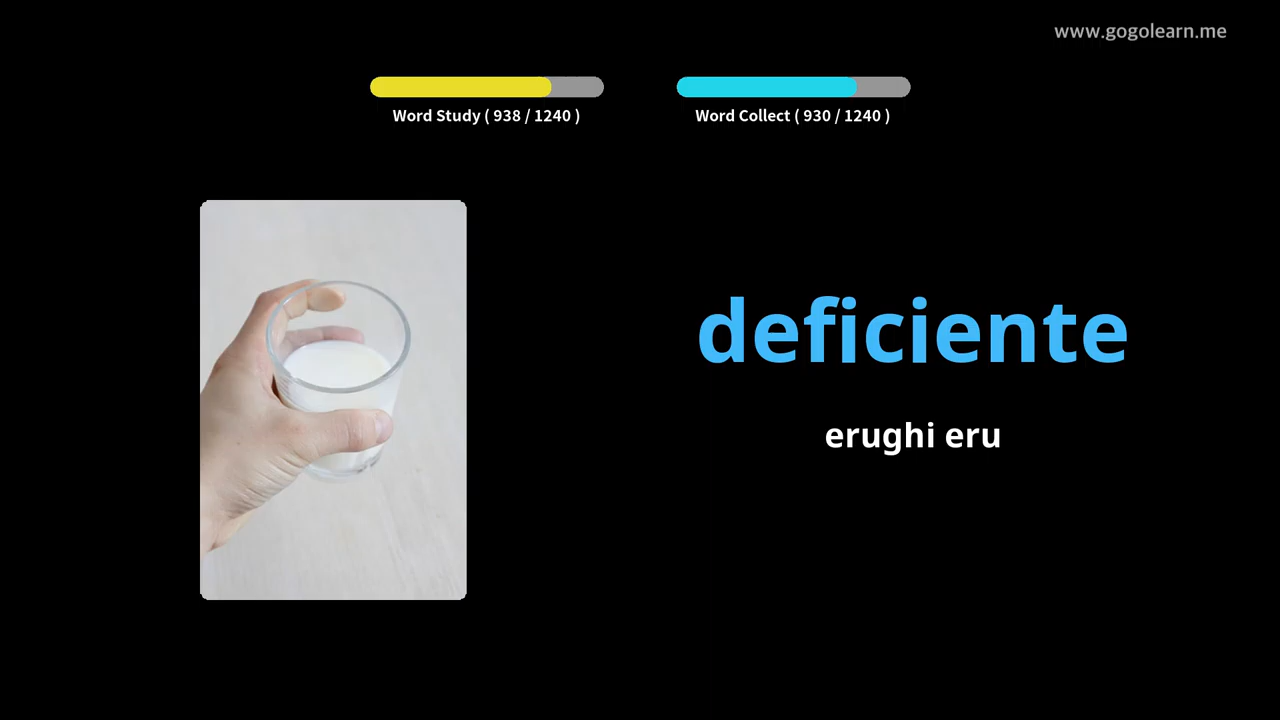 www.gogolearn.me
Word Study ( 938 / 1240 )
Word Collect ( 930 / 1240 )
deficiente
erughi eru